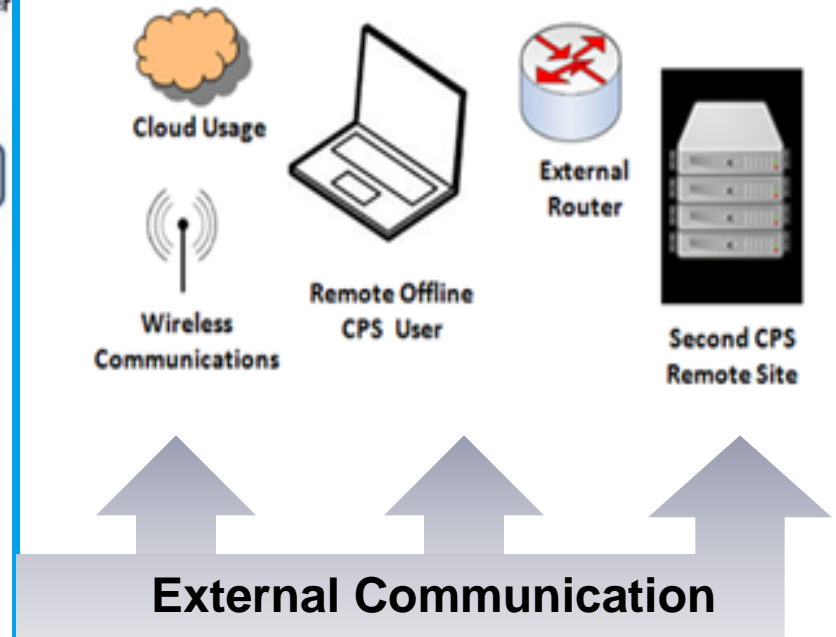 Cloud Usage
External
Router
Remote Offline
CPS User
Wireless
Communications
Second CPS
Remote Site
External Communication